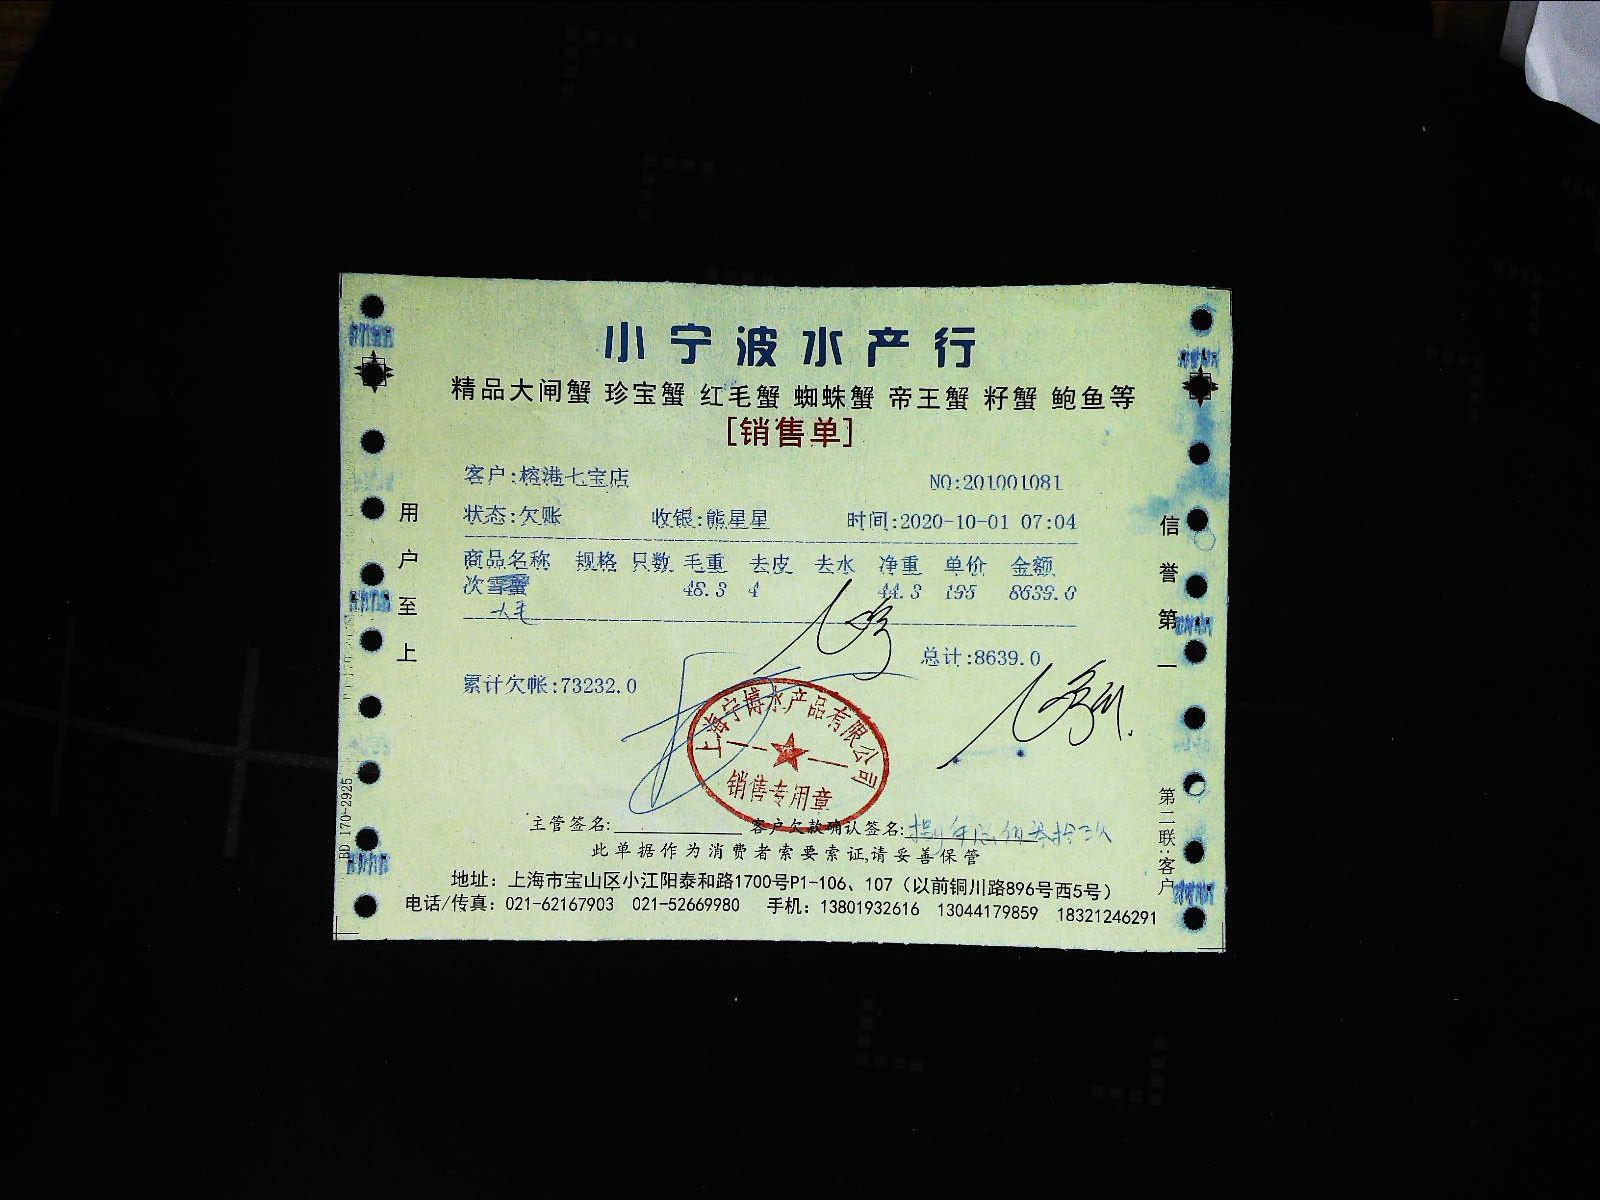 小宁波水产行
精品大闸蟹 珍宝蟹 红毛蟹 蜘蛛蟹 帝王蟹 籽蟹 鲍鱼等
[销售单]
客户:榕港七宝店 NO:201001081
状态:欠账 收银:熊星星 时间:2020-10-01 07:04
商品名称 规格 只数 毛重 去皮 去水 净重 单价 金额
次雪蟹 48.3 4 44.3 195 8639.0
总计:8639.0
累计欠帐:73232.0
上海宁博水产品有限公司
销售专用章
主管签名: 客户欠款确认签名:
此单据作为消费者索要索证,请妥善保管
地址：上海市宝山区小江阳泰和路1700号P1-106、107（以前铜川路896号西5号）
电话/传真：021-62167903 021-52669980 手机：13801932616 13044179859 18321246291
用户至上
信誉第一
第二联:客户
BD 170-2925